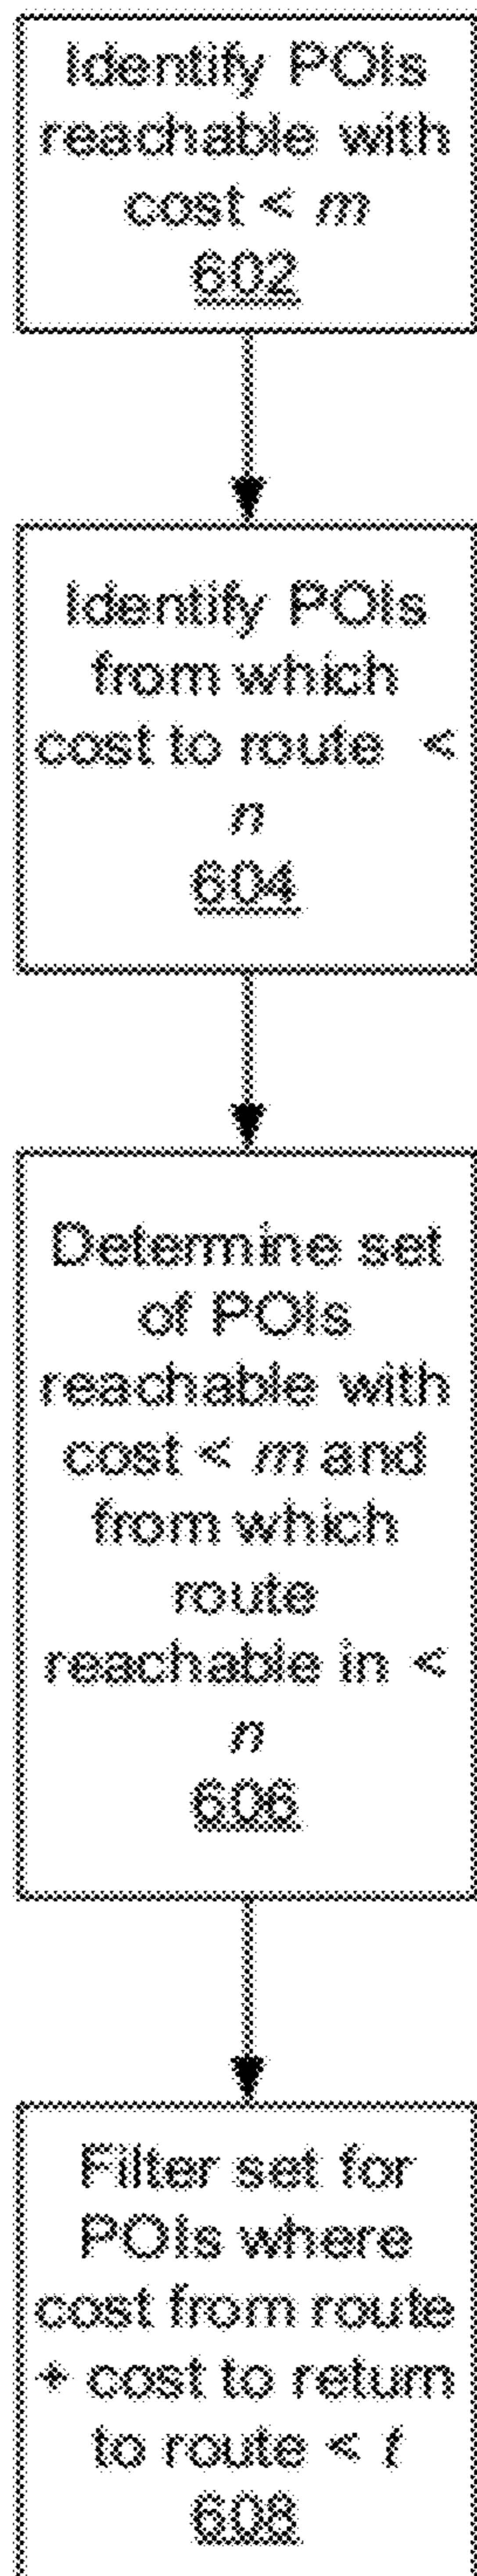 Identify POIs
reachable with
cost < m
602
Identify POIs
from which
cost to route <
n
604
Determine set
of POIs
reachable with
cost < m and
from which
route
reachable in <
n
606
Filter set for
POIs where
cost from route
+ cost to return
to route < t
608